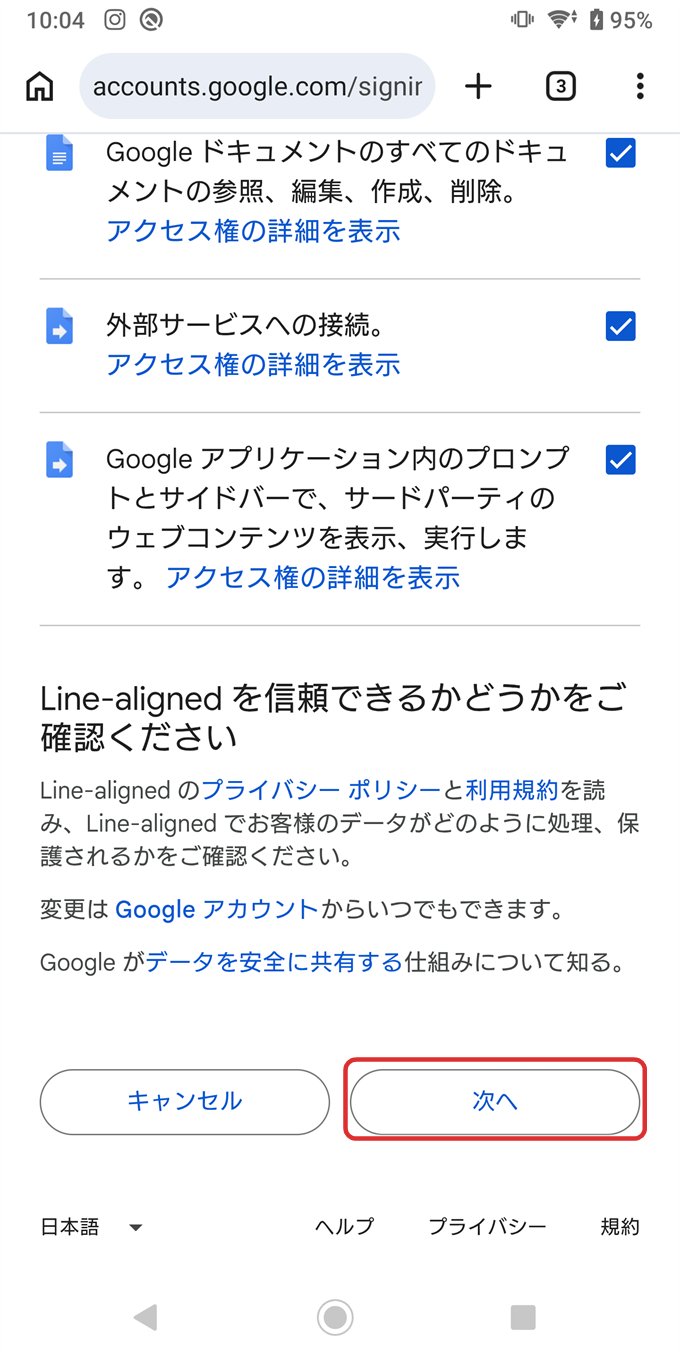 10:04
95%
accounts.google.com/signir
3
Google ドキュメントのすべてのドキュ
メントの参照、編集、作成、削除。
アクセス権の詳細を表示
外部サービスへの接続。
アクセス権の詳細を表示
Google アプリケーション内のプロンプ
トとサイドバーで、サードパーティの
ウェブコンテンツを表示、実行しま
す。 アクセス権の詳細を表示
Line-aligned を信頼できるかどうかをご
確認ください
Line-aligned のプライバシー ポリシーと利用規約を読
み、Line-aligned でお客様のデータがどのように処理、保
護されるかをご確認ください。
変更は Google アカウントからいつでもできます。
Google がデータを安全に共有する仕組みについて知る。
キャンセル
次へ
日本語
ヘルプ
プライバシー
規約